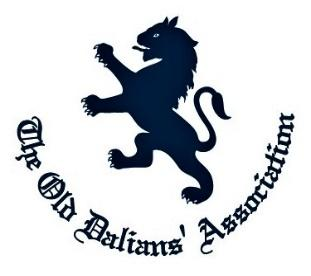 The Old Dalians' Association